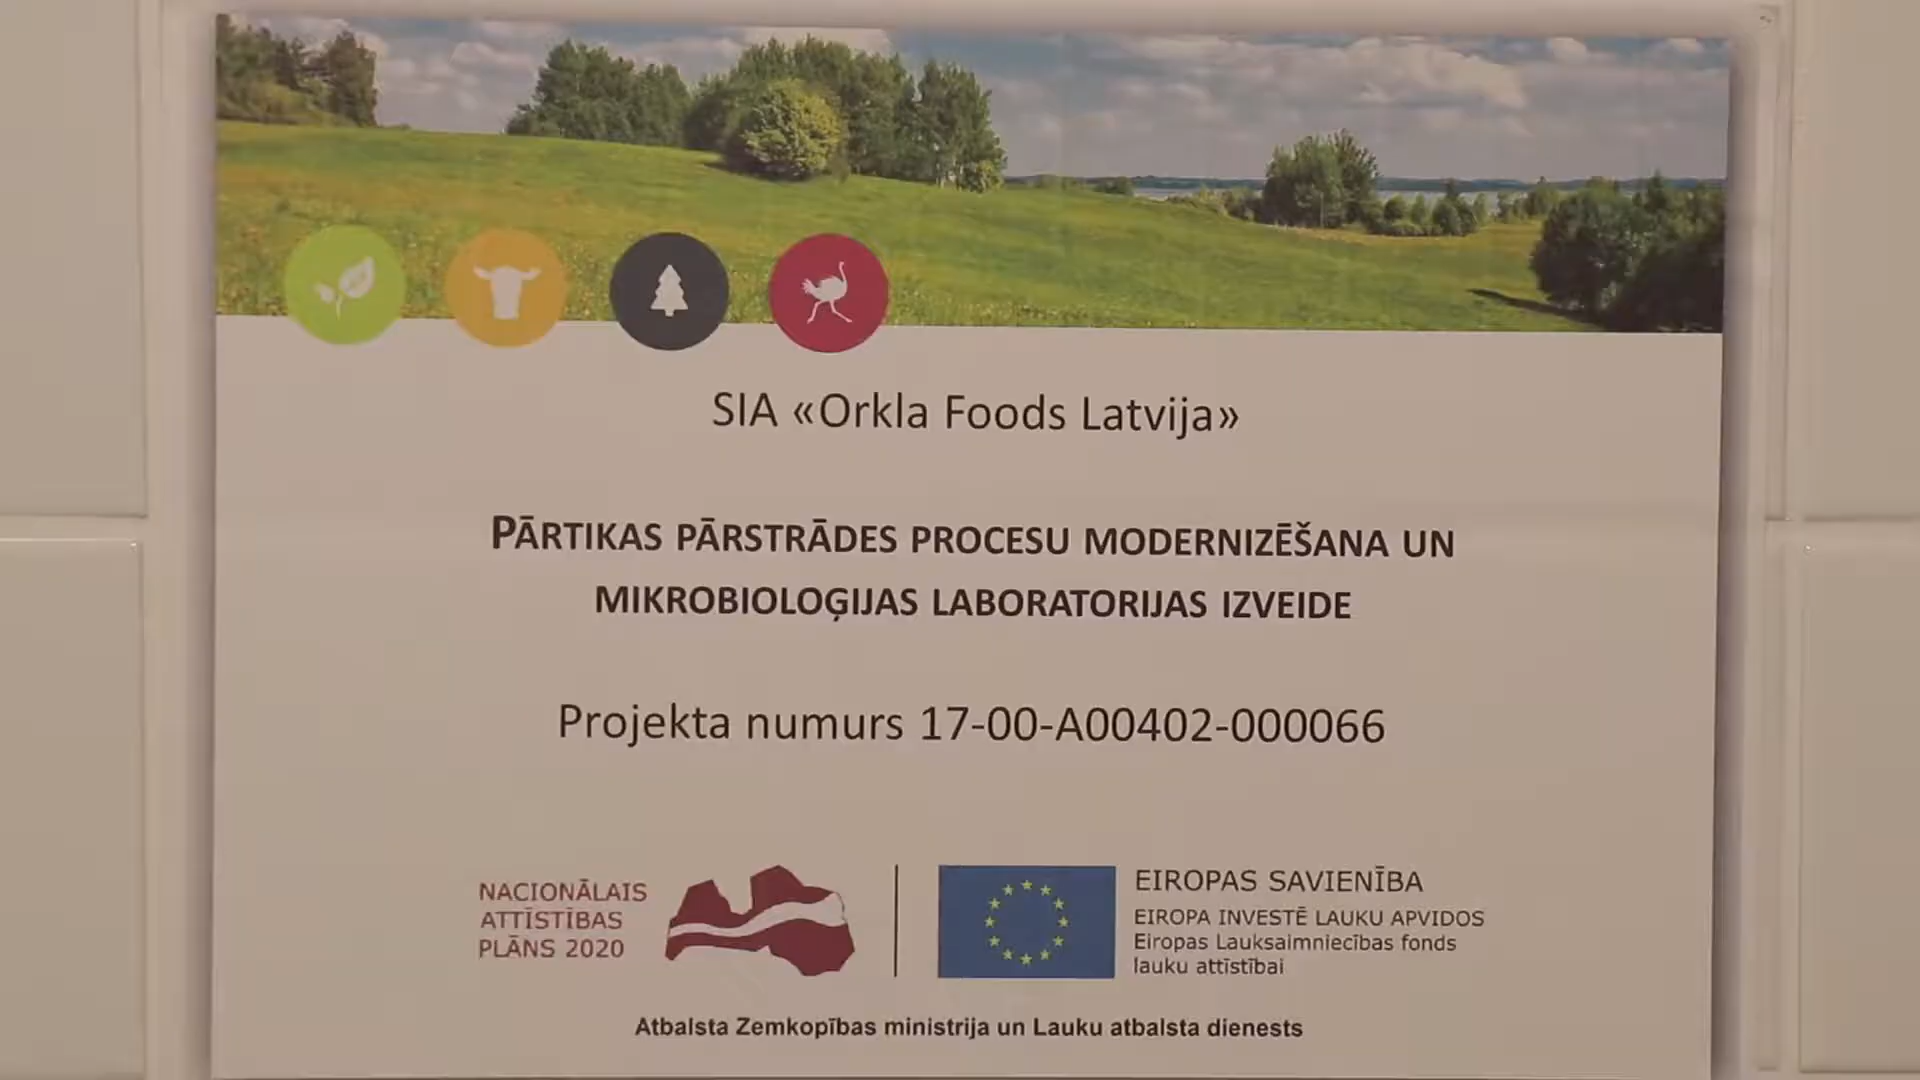 SIA «Orkla Foods Latvija»
PĀRTIKAS PĀRSTRĀDES PROCESU MODERNIZĒŠANA UN
MIKROBIOLOĢIJAS LABORATORIJAS IZVEIDE
Projekta numurs 17-00-A00402-000066
NACIONĀLAIS
ATTĪSTĪBAS
PLĀNS 2020
EIROPAS SAVIENĪBA
EIROPA INVESTĒ LAUKU APVIDOS
Eiropas Lauksaimniecības fonds
lauku attīstībai
Atbalsta Zemkopības ministrija un Lauku atbalsta dienests